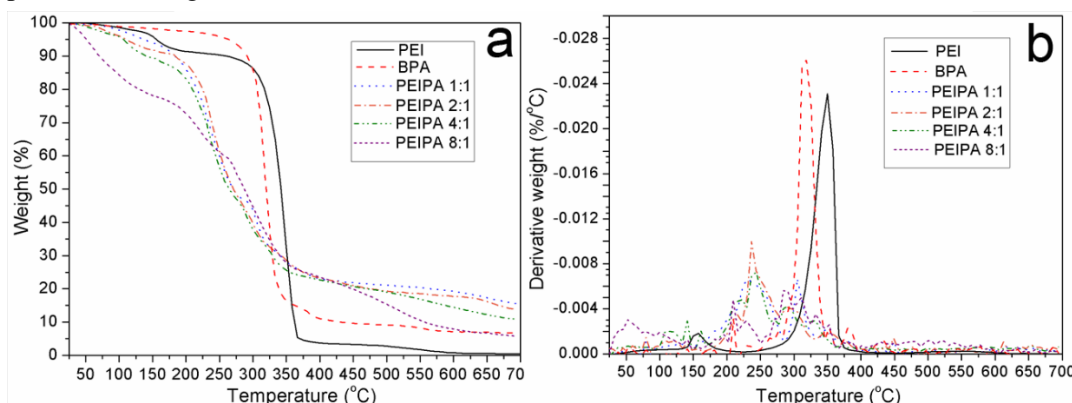 100
90
80
70
60
50
40
30
20
10
0
50 100 150 200 250 300 350 400 450 500 550 600 650 700
Weight (%)
Temperature (°C)
a
PEI
BPA
PEIPA 1:1
PEIPA 2:1
PEIPA 4:1
PEIPA 8:1
-0.028
-0.024
-0.020
-0.016
-0.012
-0.008
-0.004
0.000
50 100 150 200 250 300 350 400 450 500 550 600 650 700
Derivative weight (%/°C)
Temperature (°C)
b
PEI
BPA
PEIPA 1:1
PEIPA 2:1
PEIPA 4:1
PEIPA 8:1